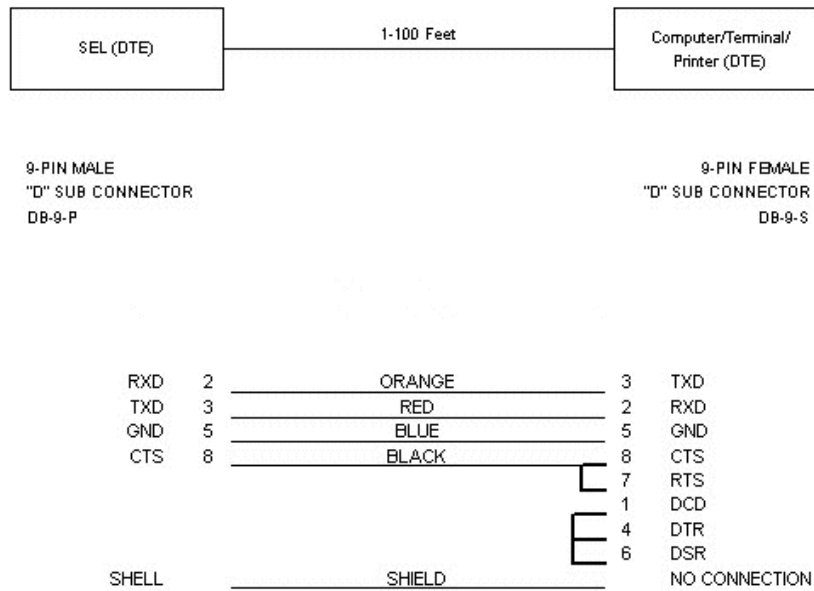 SEL (DTE)
1-100 Feet
Computer/Terminal/
Printer (DTE)
9-PIN MALE
"D" SUB CONNECTOR
DB-9-P
9-PIN FEMALE
"D" SUB CONNECTOR
DB-9-S
RXD 2 ORANGE 3 TXD
TXD 3 RED 2 RXD
GND 5 BLUE 5 GND
CTS 8 BLACK 8 CTS
7 RTS
1 DCD
4 DTR
6 DSR
SHELL SHIELD NO CONNECTION